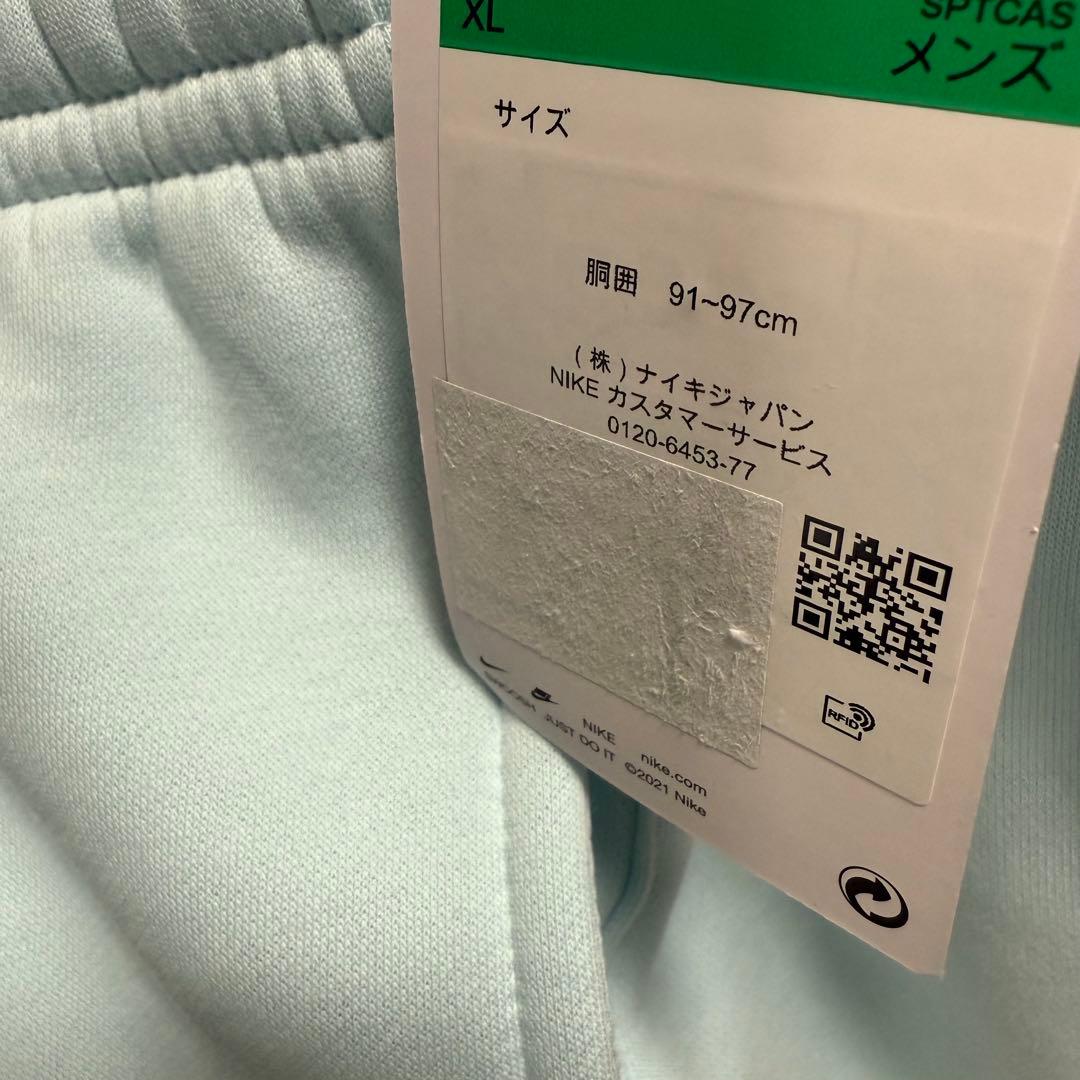 XL
SPTCAS
メンズ
サイズ
胴囲 91~97cm
(株)ナイキジャパン
NIKE カスタマーサービス
0120-6453-77
RFID
NIKE nike.com
SWOOSH JUST DO IT ©2021 Nike